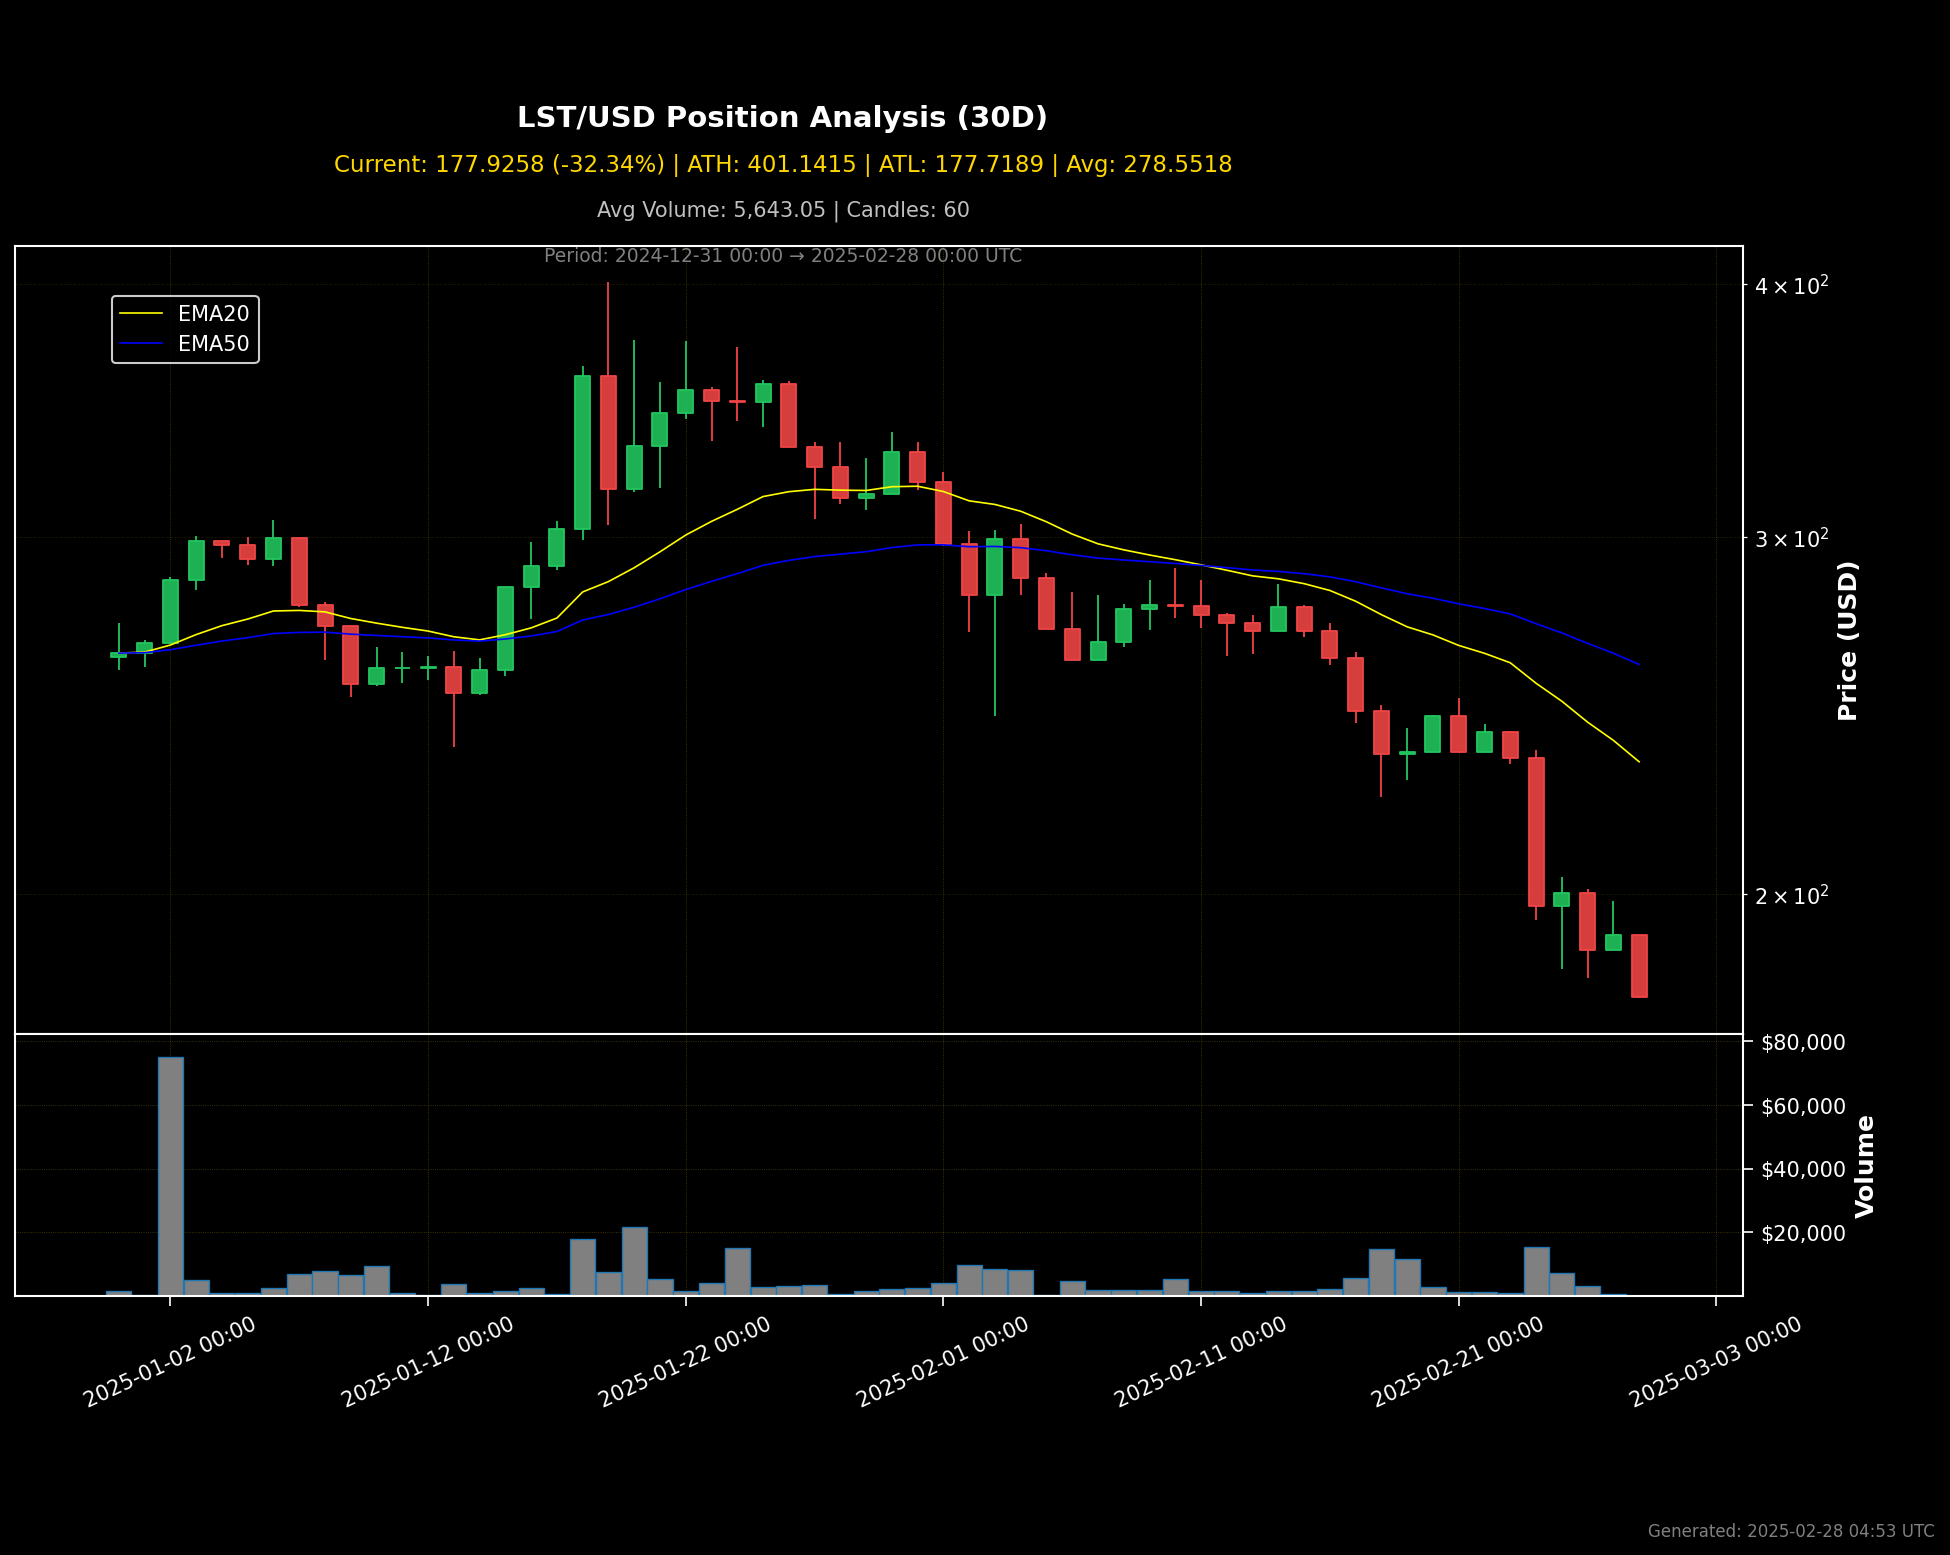 LST/USD Position Analysis (30D)
Current: 177.9258 (-32.34%) | ATH: 401.1415 | ATL: 177.7189 | Avg: 278.5518
Avg Volume: 5,643.05 | Candles: 60
Period: 2024-12-31 00:00 → 2025-02-28 00:00 UTC
EMA20
EMA50
4 × 10²
3 × 10²
2 × 10²
Price (USD)
$80,000
$60,000
$40,000
$20,000
Volume
2025-01-02 00:00
2025-01-12 00:00
2025-01-22 00:00
2025-02-01 00:00
2025-02-11 00:00
2025-02-21 00:00
2025-03-03 00:00
Generated: 2025-02-28 04:53 UTC